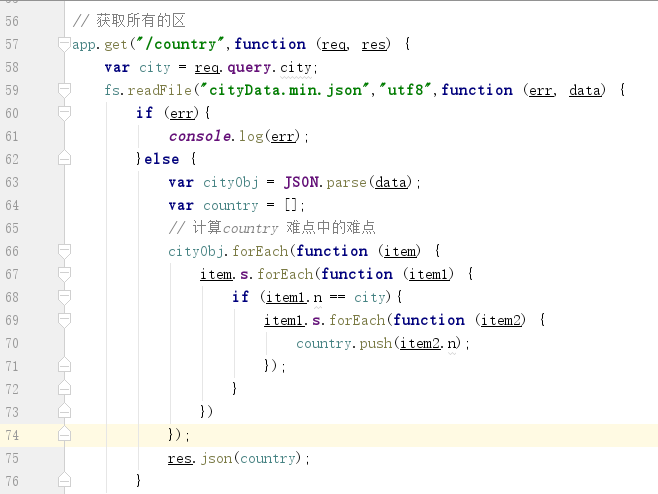 56 // 获取所有的区
57 app.get("/country",function (req, res) {
58 var city = req.query.city;
59 fs.readFile("cityData.min.json","utf8",function (err, data) {
60 if (err){
61 console.log(err);
62 }else {
63 var cityObj = JSON.parse(data);
64 var country = [];
65 // 计算country 难点中的难点
66 cityObj.forEach(function (item) {
67 item.s.forEach(function (item1) {
68 if (item1.n == city){
69 item1.s.forEach(function (item2) {
70 country.push(item2.n);
71 });
72 }
73 })
74 });
75 res.json(country);
76 }